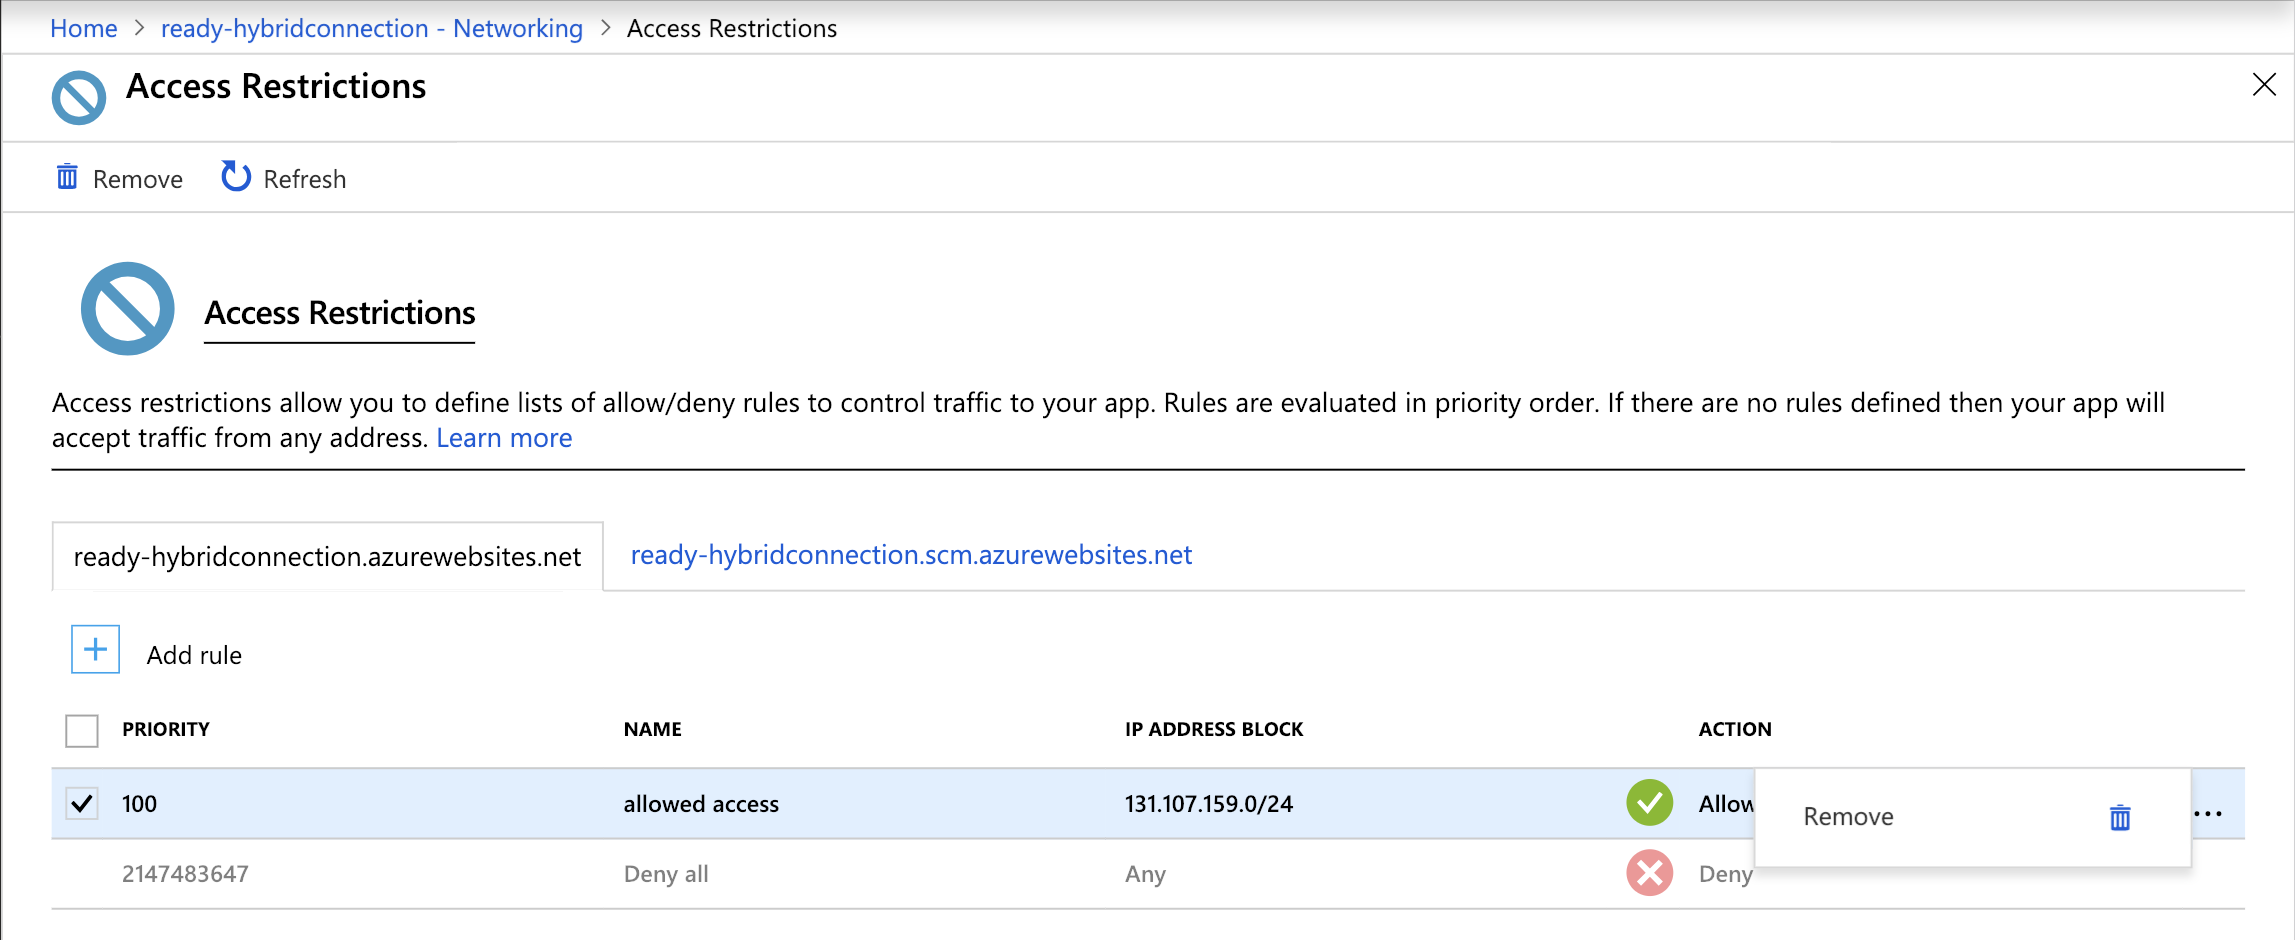 Home > ready-hybridconnection - Networking > Access Restrictions
Access Restrictions
Remove Refresh
Access Restrictions
Access restrictions allow you to define lists of allow/deny rules to control traffic to your app. Rules are evaluated in priority order. If there are no rules defined then your app will
accept traffic from any address. Learn more
ready-hybridconnection.azurewebsites.net ready-hybridconnection.scm.azurewebsites.net
Add rule
PRIORITY NAME IP ADDRESS BLOCK ACTION
100 allowed access 131.107.159.0/24 Allow Remove ...
2147483647 Deny all Any Deny